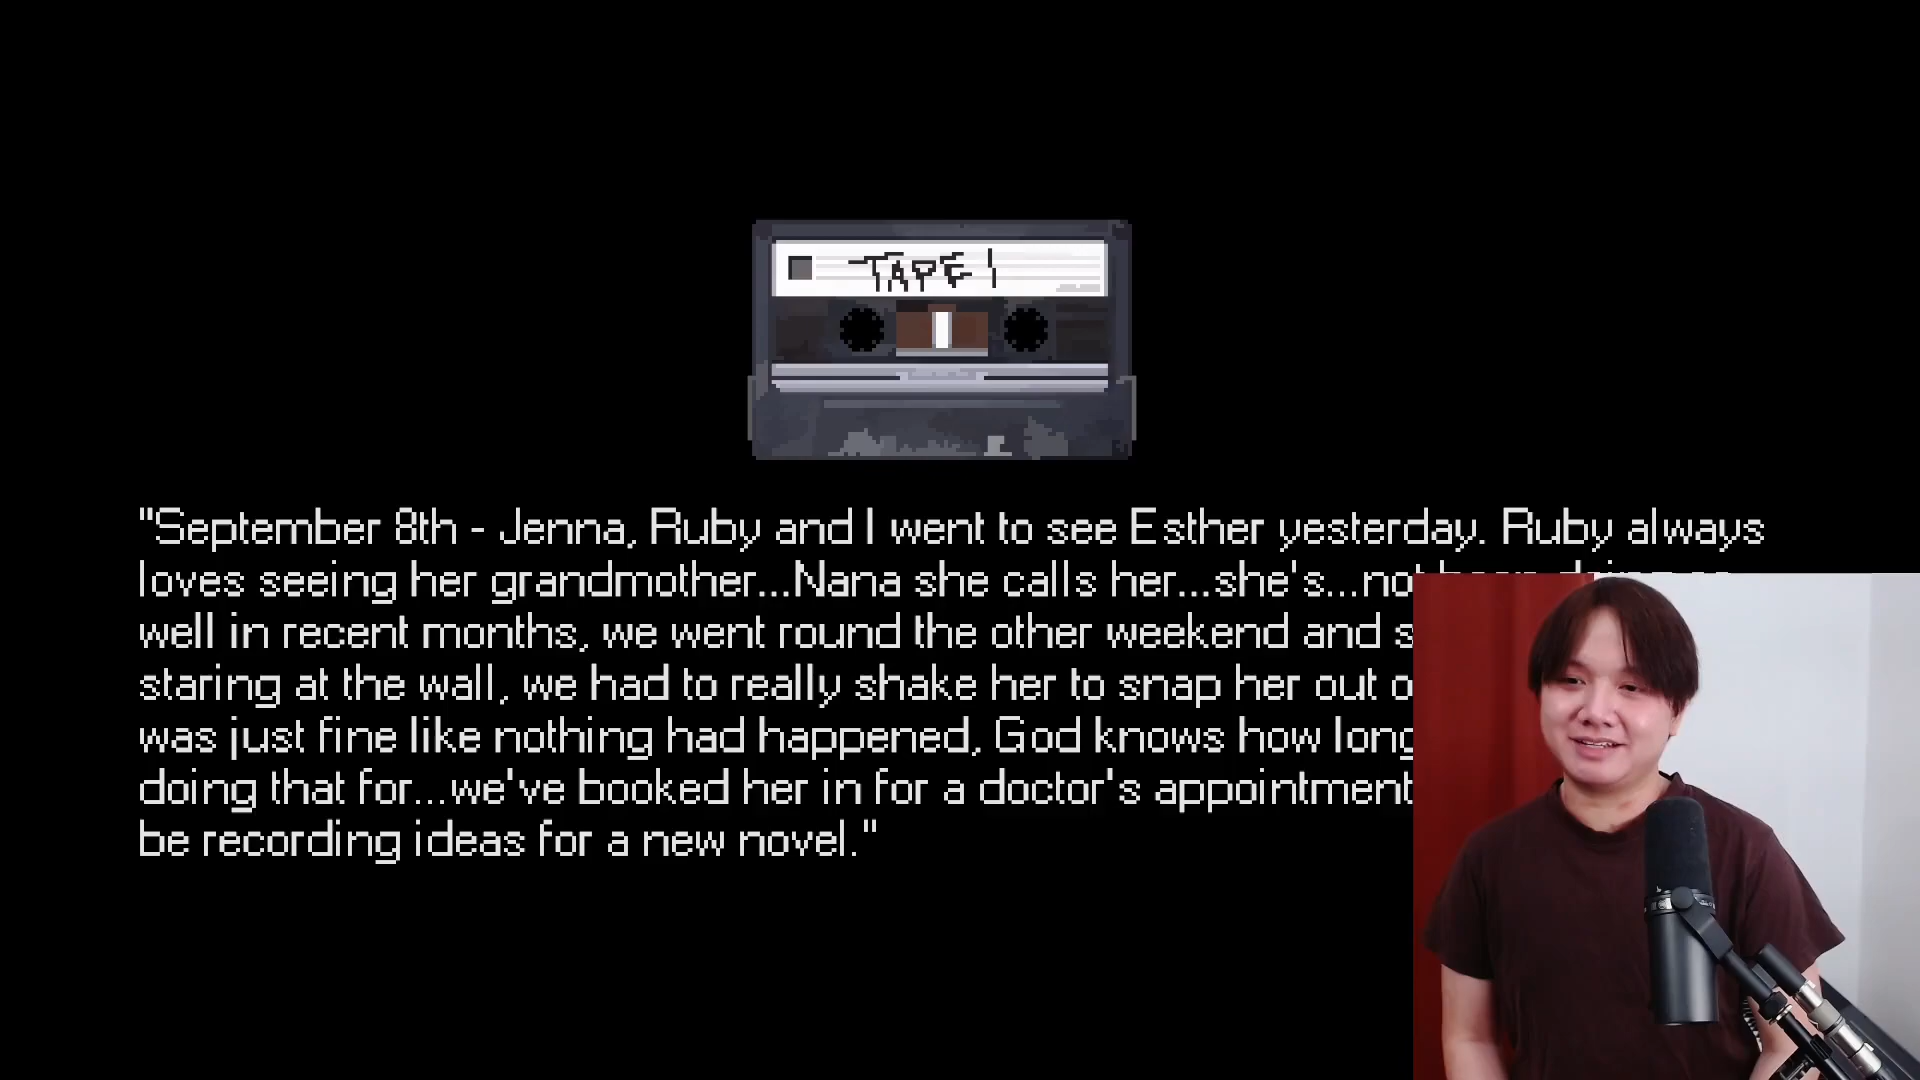 TAPE 1
"September 8th - Jenna, Ruby and I went to see Esther yesterday. Ruby always
loves seeing her grandmother...Nana she calls her...she's...not been doing so
well in recent months, we went round the other weekend and
staring at the wall, we had to really shake her to snap her out
was just fine like nothing had happened, God knows how long
doing that for...we've booked her in for a doctor's appointment
be recording ideas for a new novel."